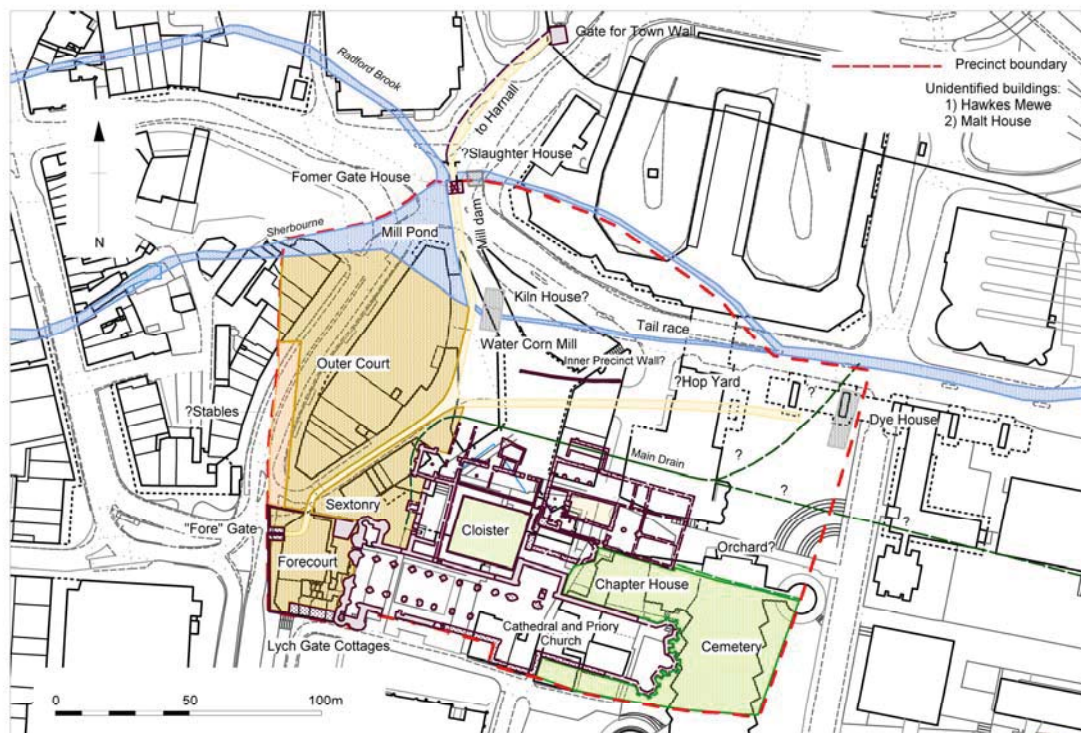 Gate for Town Wall
Radford Brook
Precinct boundary
Unidentified buildings:
1) Hawkes Mewe
2) Malt House
to Harnall
?Slaughter House
Fomer Gate House
Mill dam
Sherbourne
Mill Pond
N
Kiln House?
Tail race
Water Corn Mill
Inner Precinct Wall?
Outer Court
?Hop Yard
?Stables
Dye House
Main Drain
?
?
?
Sextonry
"Fore" Gate
Cloister
Orchard?
Forecourt
Chapter House
Cathedral and Priory
Church
Cemetery
Lych Gate Cottages
0 50 100m